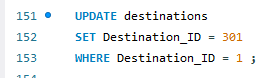 151 UPDATE destinations
152 SET Destination_ID = 301
153 WHERE Destination_ID = 1 ;
154